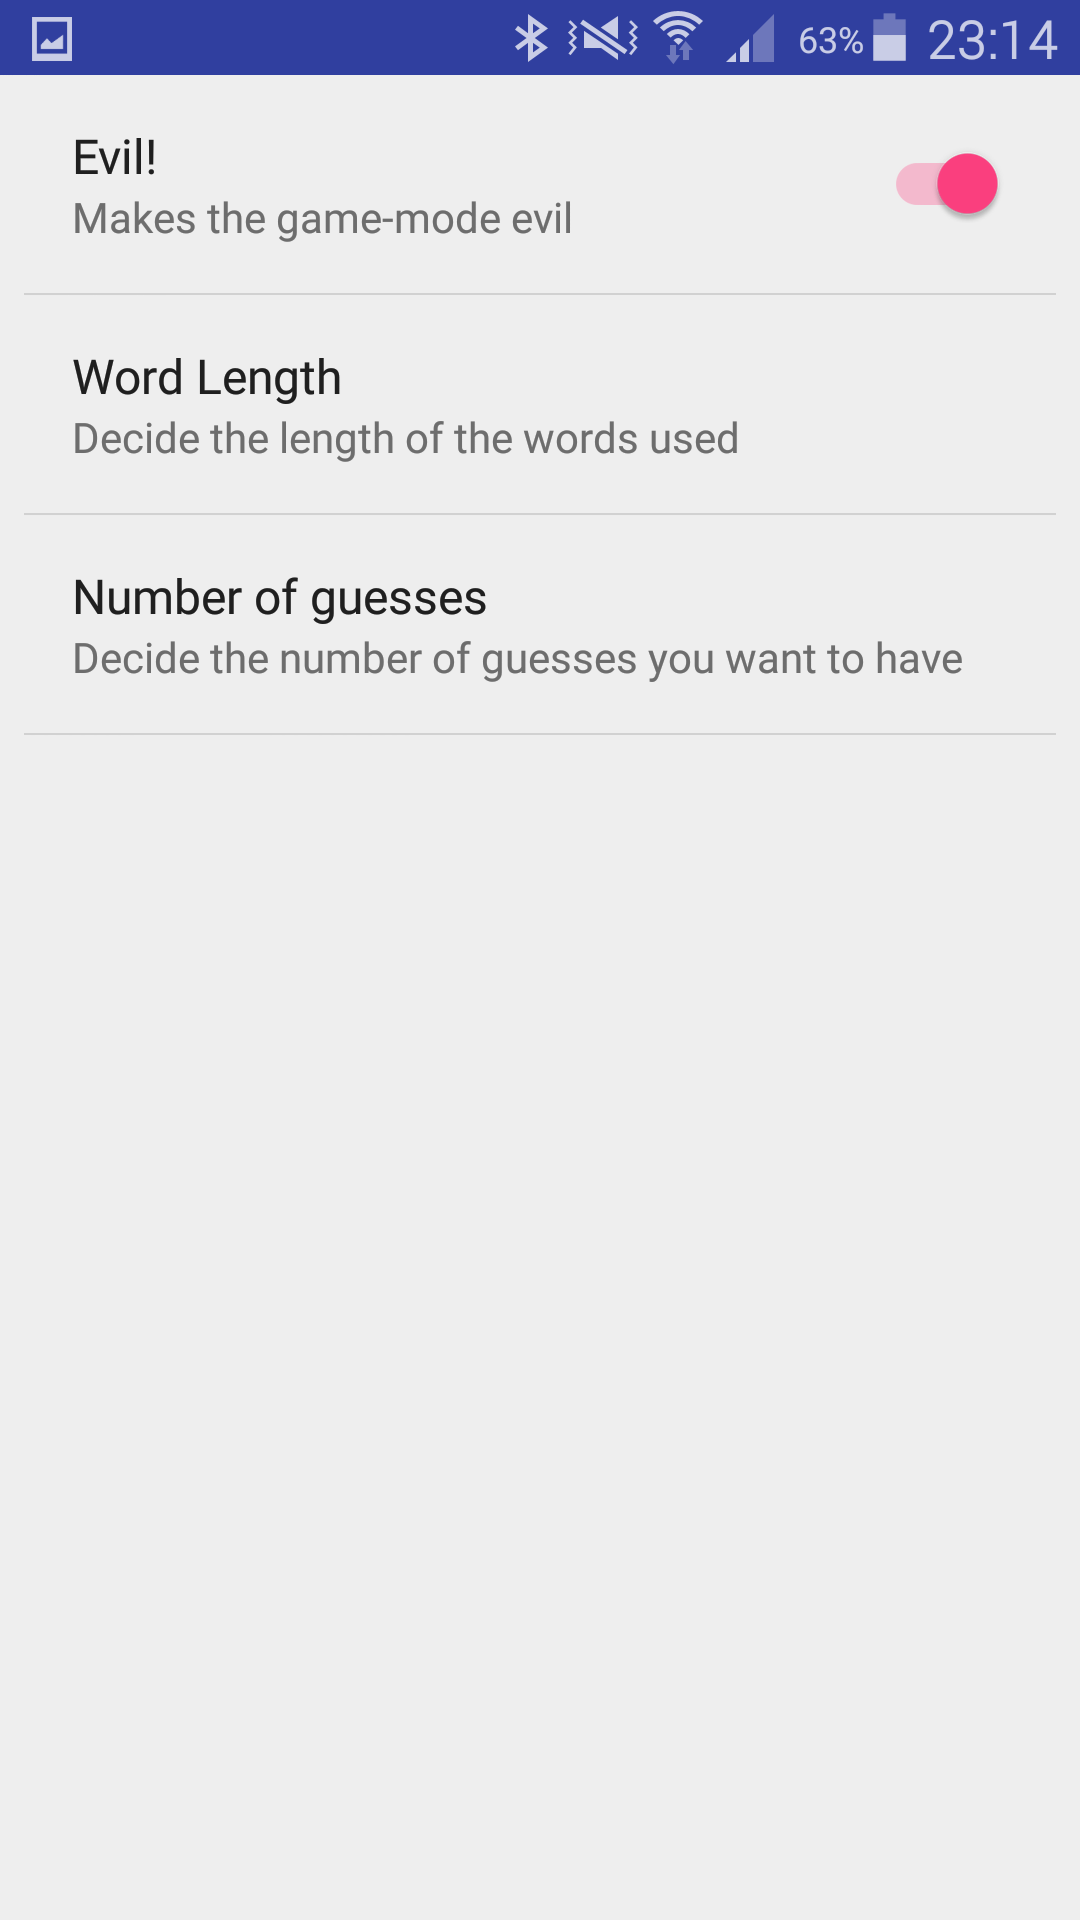 63% 23:14
Evil!
Makes the game-mode evil
Word Length
Decide the length of the words used
Number of guesses
Decide the number of guesses you want to have